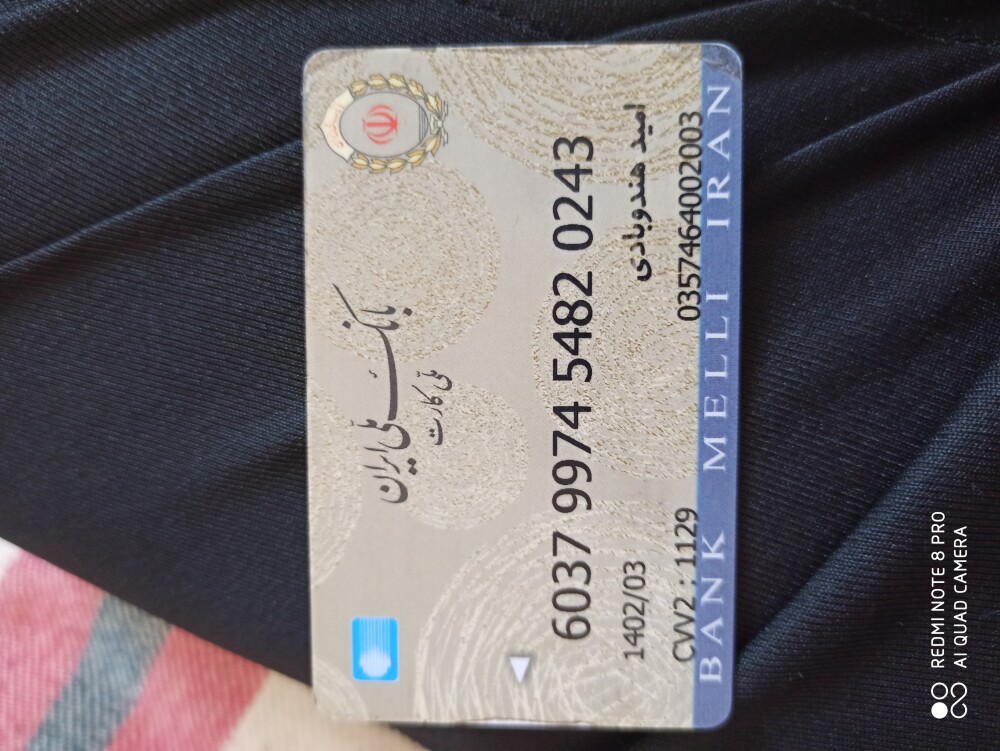 بانک ملی ایران
ملی کارت
6037 9974 5482 0243
1402/03
امید هندوبادی
CVV2 : 1129
0357464002003
BANK MELLI IRAN
REDMI NOTE 8 PRO
AI QUAD CAMERA